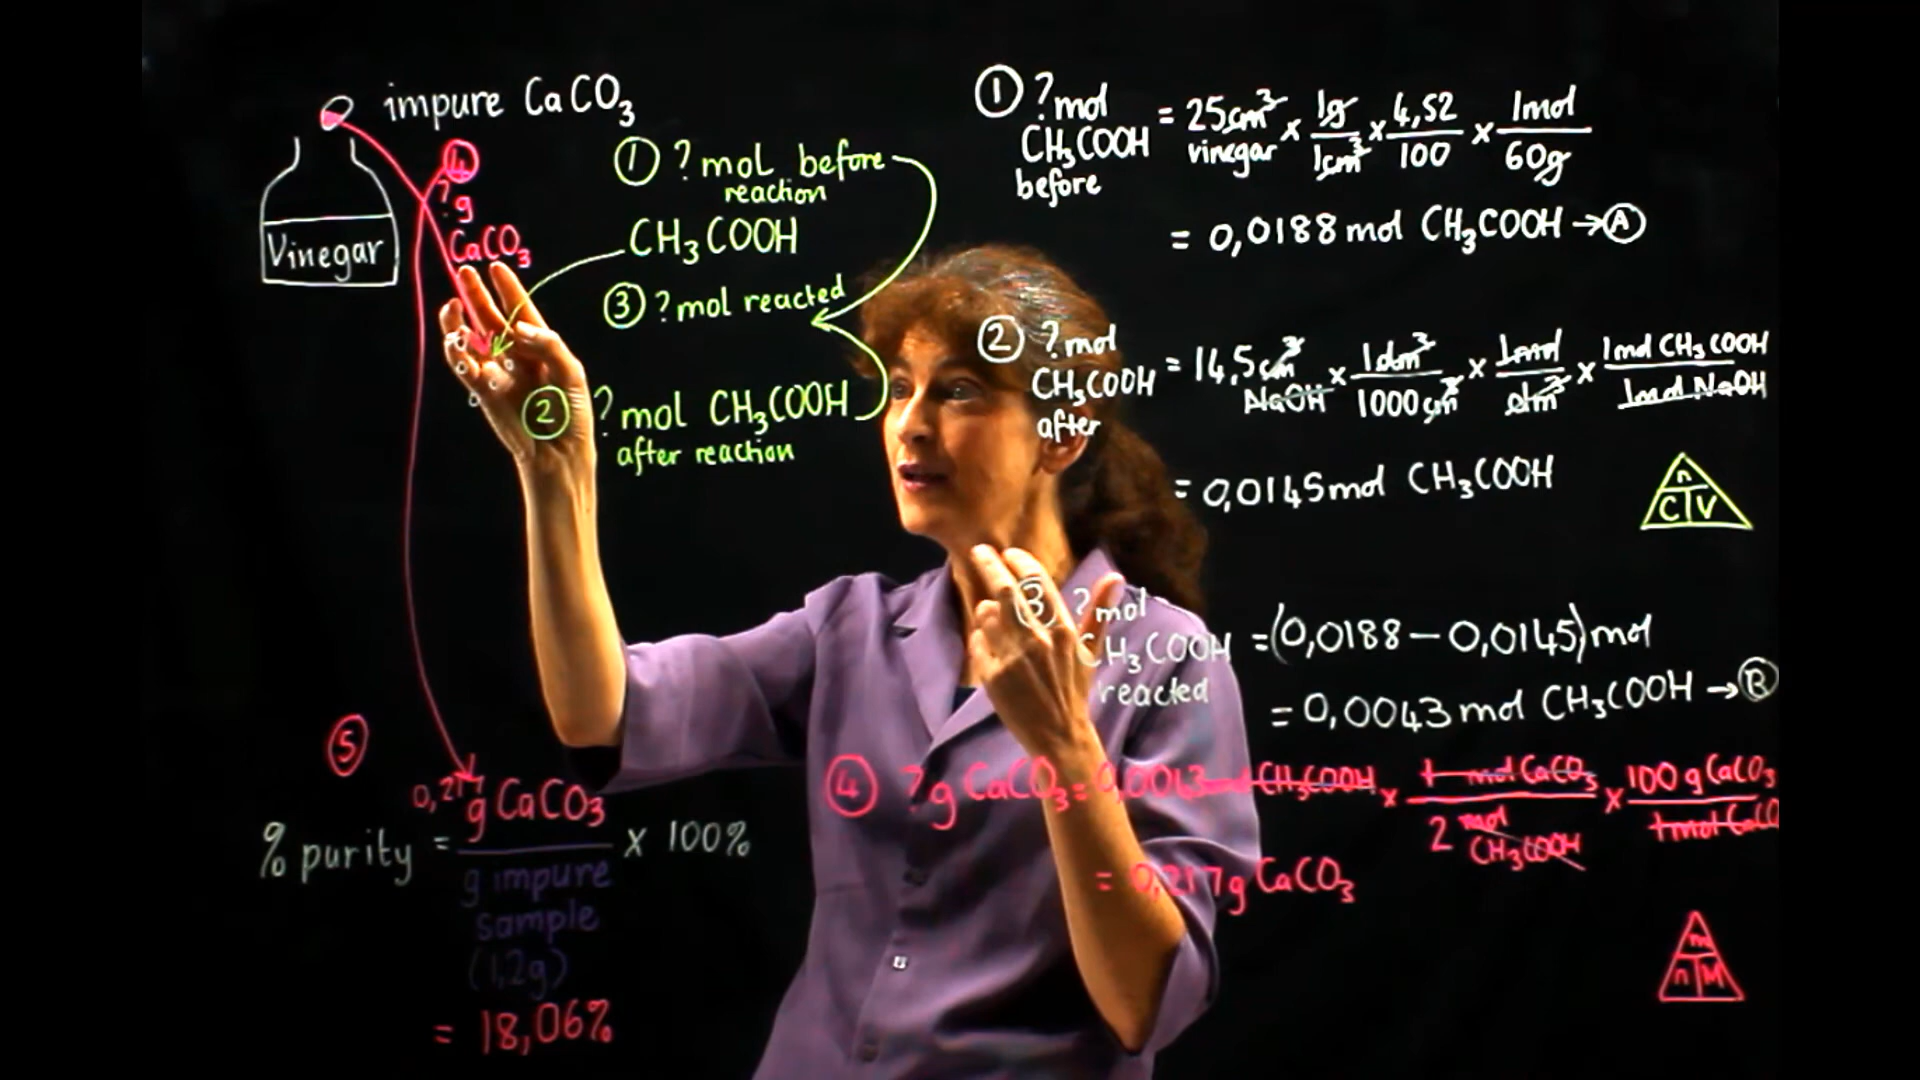 impure CaCO₃
Vinegar
④
? g
CaCO₃
① ? mol before
reaction
CH₃COOH
③ ? mol reacted
② ? mol CH₃COOH
after reaction
⑤
0,217
g CaCO₃
% purity = ─── x 100%
g impure
sample
(1,2g)
= 18,06%
① ? mol
CH₃COOH
before
= 25cm³ vinegar x 1g/1cm³ x 4,52/100 x 1mol/60g
= 0,0188 mol CH₃COOH → Ⓐ
② ? mol
CH₃COOH
after
= 14,5cm³ NaOH x 1dm³/1000cm³ x 1mol/dm³ x 1mol CH₃COOH/1mol NaOH
= 0,0145mol CH₃COOH
n
C V
③ ? mol
CH₃COOH
reacted
= (0,0188 – 0,0145) mol
= 0,0043 mol CH₃COOH → Ⓑ
④ ? g CaCO₃ = 0,0043 mol CH₃COOH x 1 mol CaCO₃/2 mol CH₃COOH x 100 g CaCO₃/1mol CaCO
= 0,217g CaCO₃
m
n M